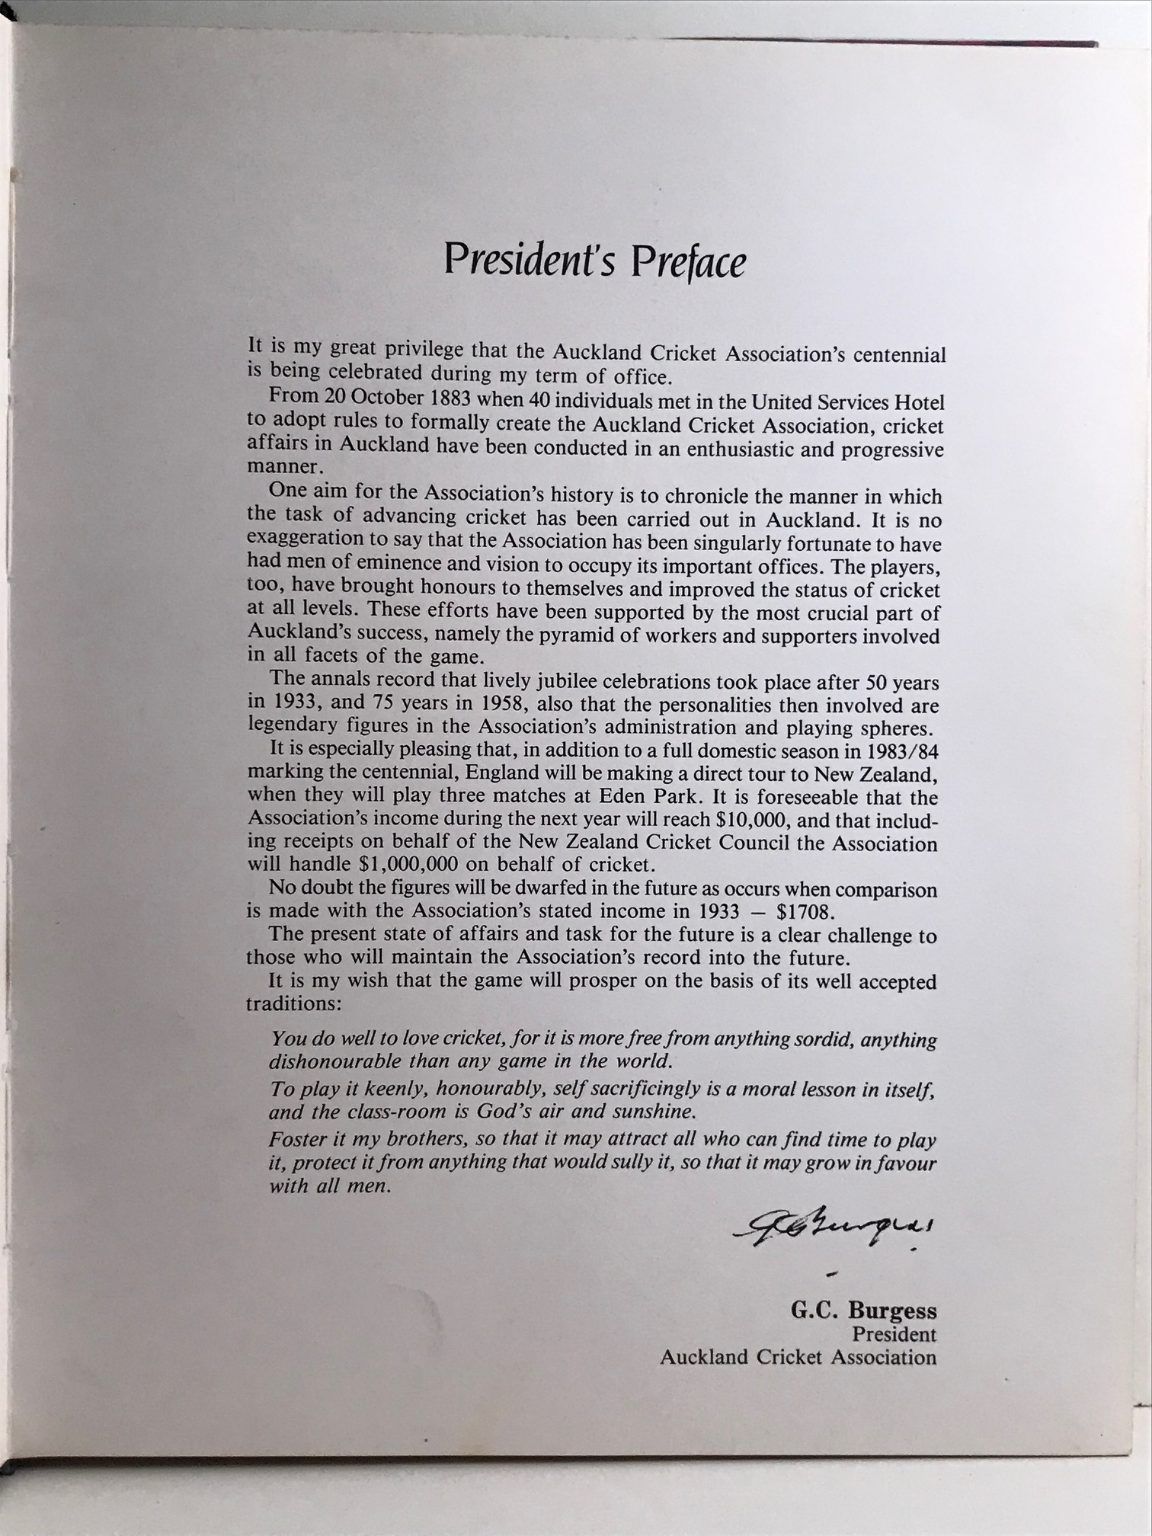 President's Preface
It is my great privilege that the Auckland Cricket Association's centennial
is being celebrated during my term of office.
From 20 October 1883 when 40 individuals met in the United Services Hotel
to adopt rules to formally create the Auckland Cricket Association, cricket
affairs in Auckland have been conducted in an enthusiastic and progressive
manner.
One aim for the Association's history is to chronicle the manner in which
the task of advancing cricket has been carried out in Auckland. It is no
exaggeration to say that the Association has been singularly fortunate to have
had men of eminence and vision to occupy its important offices. The players,
too, have brought honours to themselves and improved the status of cricket
at all levels. These efforts have been supported by the most crucial part of
Auckland's success, namely the pyramid of workers and supporters involved
in all facets of the game.
The annals record that lively jubilee celebrations took place after 50 years
in 1933, and 75 years in 1958, also that the personalities then involved are
legendary figures in the Association's administration and playing spheres.
It is especially pleasing that, in addition to a full domestic season in 1983/84
marking the centennial, England will be making a direct tour to New Zealand,
when they will play three matches at Eden Park. It is foreseeable that the
Association's income during the next year will reach $10,000, and that includ-
ing receipts on behalf of the New Zealand Cricket Council the Association
will handle $1,000,000 on behalf of cricket.
No doubt the figures will be dwarfed in the future as occurs when comparison
is made with the Association's stated income in 1933 — $1708.
The present state of affairs and task for the future is a clear challenge to
those who will maintain the Association's record into the future.
It is my wish that the game will prosper on the basis of its well accepted
traditions:
You do well to love cricket, for it is more free from anything sordid, anything
dishonourable than any game in the world.
To play it keenly, honourably, self sacrificingly is a moral lesson in itself,
and the class-room is God's air and sunshine.
Foster it my brothers, so that it may attract all who can find time to play
it, protect it from anything that would sully it, so that it may grow in favour
with all men.
G C Burgess
G.C. Burgess
President
Auckland Cricket Association